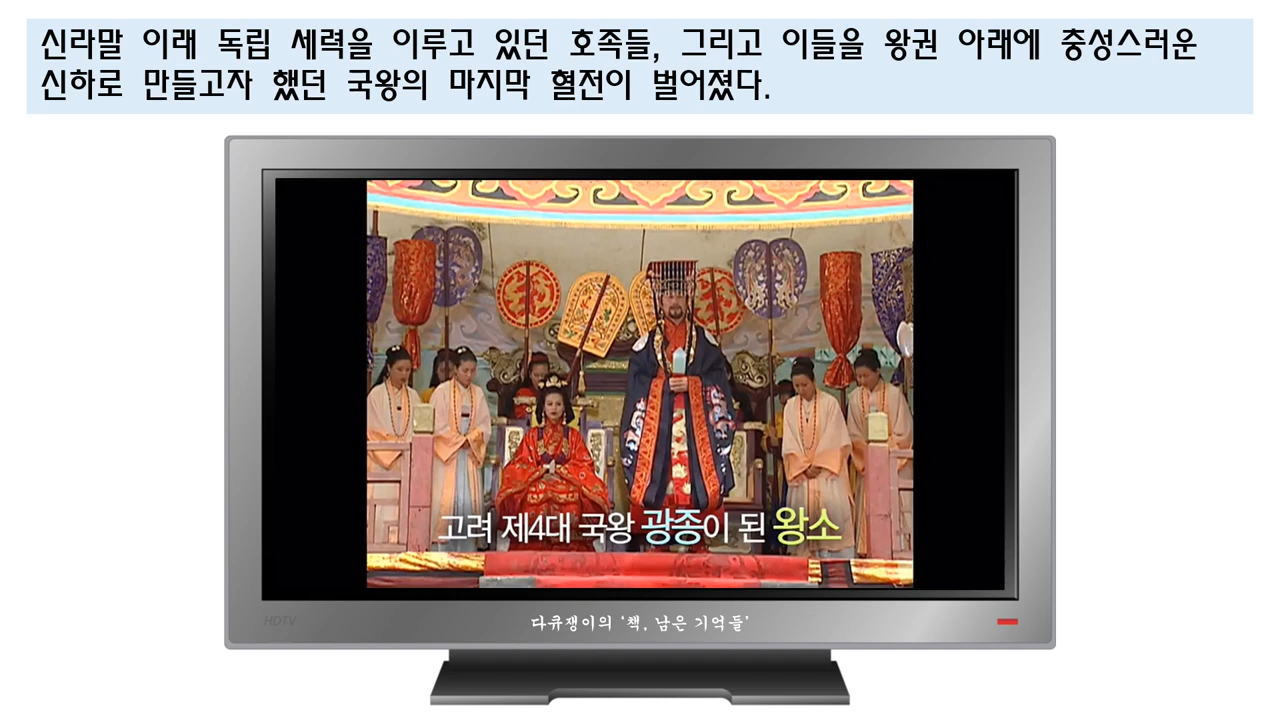 신라말 이래 독립 세력을 이루고 있던 호족들, 그리고 이들을 왕권 아래에 충성스러운
신하로 만들고자 했던 국왕의 마지막 혈전이 벌어졌다.
고려 제4대 국왕 광종이 된 왕소
HDTV
다큐쟁이의 '책, 남은 기억들'